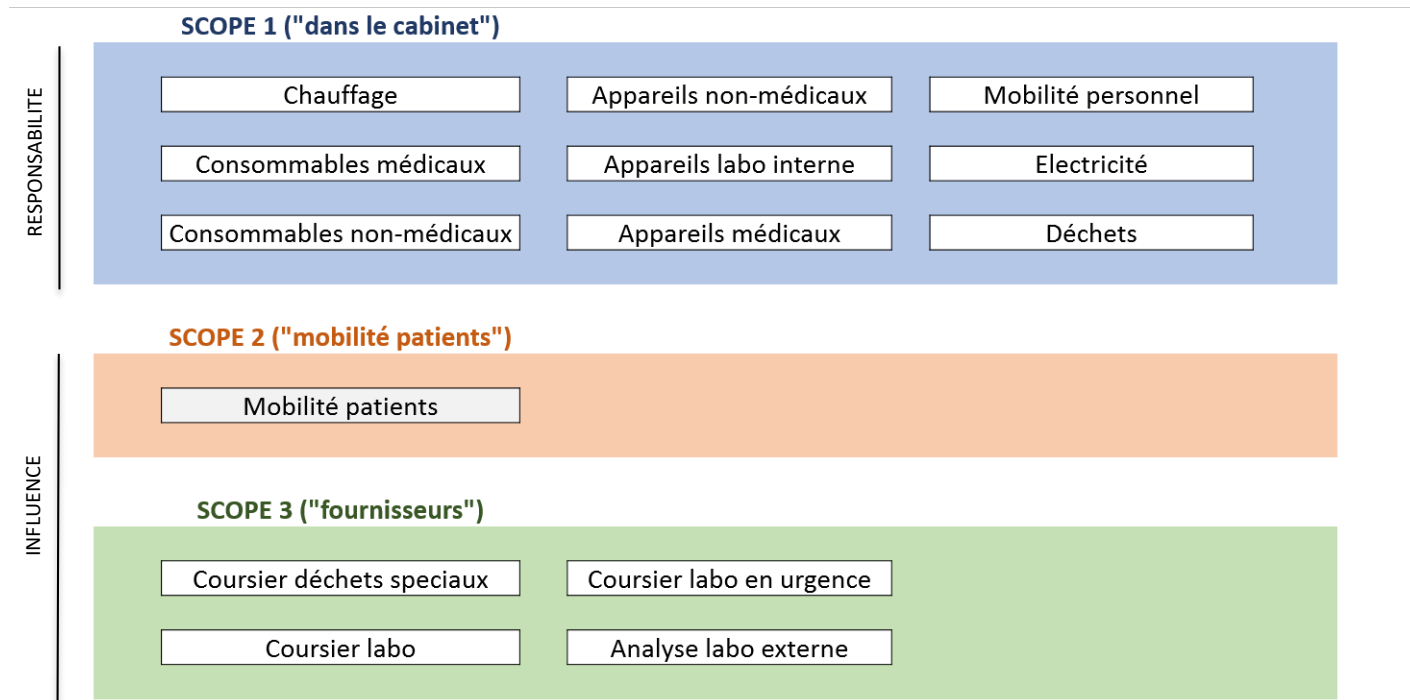 SCOPE 1 ("dans le cabinet")
RESPONSABILITE
Chauffage
Appareils non-médicaux
Mobilité personnel
Consommables médicaux
Appareils labo interne
Electricité
Consommables non-médicaux
Appareils médicaux
Déchets
SCOPE 2 ("mobilité patients")
INFLUENCE
Mobilité patients
SCOPE 3 ("fournisseurs")
Coursier déchets speciaux
Coursier labo en urgence
Coursier labo
Analyse labo externe